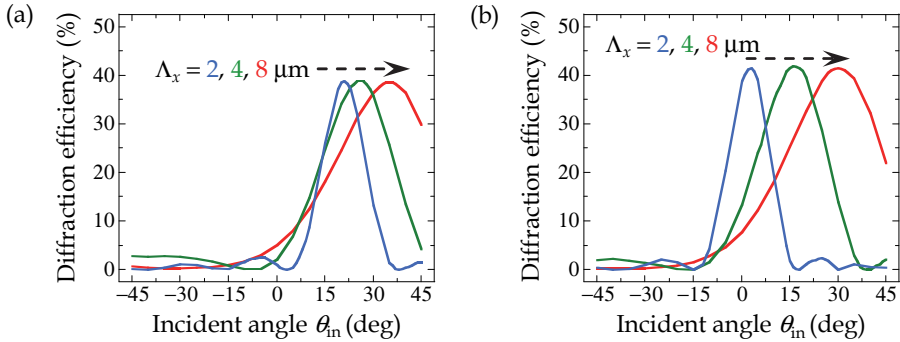 (a)
Diffraction efficiency (%)
50
40
30
20
10
0
Λx = 2, 4, 8 μm
−45 −30 −15 0 15 30 45
Incident angle θin (deg)
(b)
Diffraction efficiency (%)
50
40
30
20
10
0
Λx = 2, 4, 8 μm
−45 −30 −15 0 15 30 45
Incident angle θin (deg)